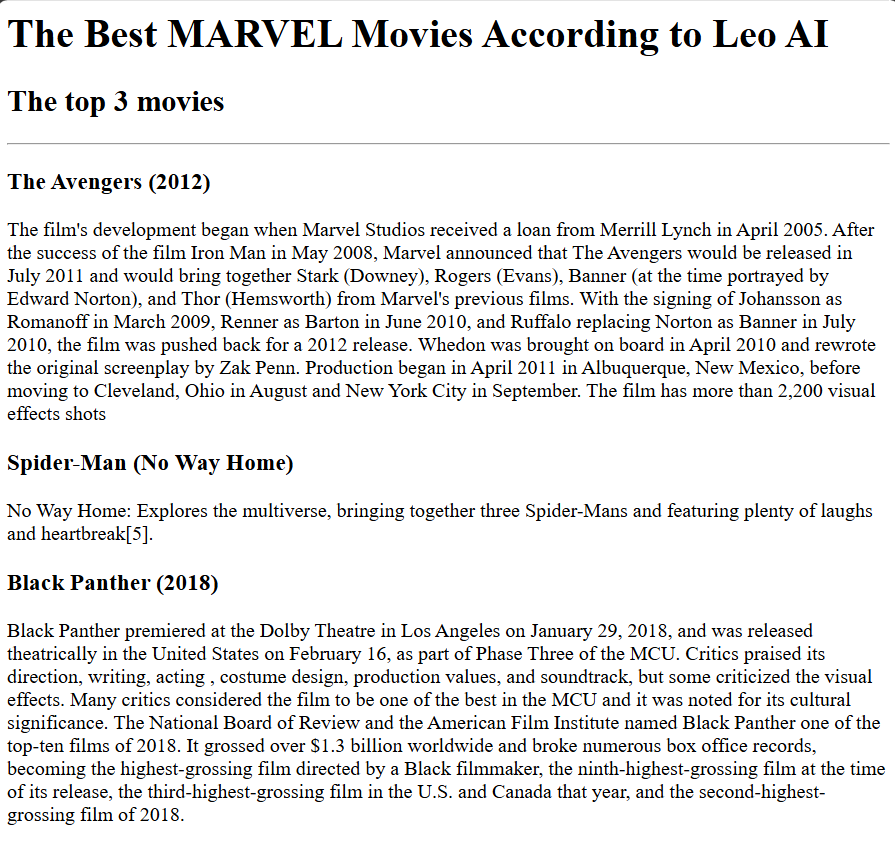 The Best MARVEL Movies According to Leo AI
The top 3 movies
The Avengers (2012)
The film's development began when Marvel Studios received a loan from Merrill Lynch in April 2005. After
the success of the film Iron Man in May 2008, Marvel announced that The Avengers would be released in
July 2011 and would bring together Stark (Downey), Rogers (Evans), Banner (at the time portrayed by
Edward Norton), and Thor (Hemsworth) from Marvel's previous films. With the signing of Johansson as
Romanoff in March 2009, Renner as Barton in June 2010, and Ruffalo replacing Norton as Banner in July
2010, the film was pushed back for a 2012 release. Whedon was brought on board in April 2010 and rewrote
the original screenplay by Zak Penn. Production began in April 2011 in Albuquerque, New Mexico, before
moving to Cleveland, Ohio in August and New York City in September. The film has more than 2,200 visual
effects shots
Spider-Man (No Way Home)
No Way Home: Explores the multiverse, bringing together three Spider-Mans and featuring plenty of laughs
and heartbreak[5].
Black Panther (2018)
Black Panther premiered at the Dolby Theatre in Los Angeles on January 29, 2018, and was released
theatrically in the United States on February 16, as part of Phase Three of the MCU. Critics praised its
direction, writing, acting , costume design, production values, and soundtrack, but some criticized the visual
effects. Many critics considered the film to be one of the best in the MCU and it was noted for its cultural
significance. The National Board of Review and the American Film Institute named Black Panther one of the
top-ten films of 2018. It grossed over $1.3 billion worldwide and broke numerous box office records,
becoming the highest-grossing film directed by a Black filmmaker, the ninth-highest-grossing film at the time
of its release, the third-highest-grossing film in the U.S. and Canada that year, and the second-highest-
grossing film of 2018.